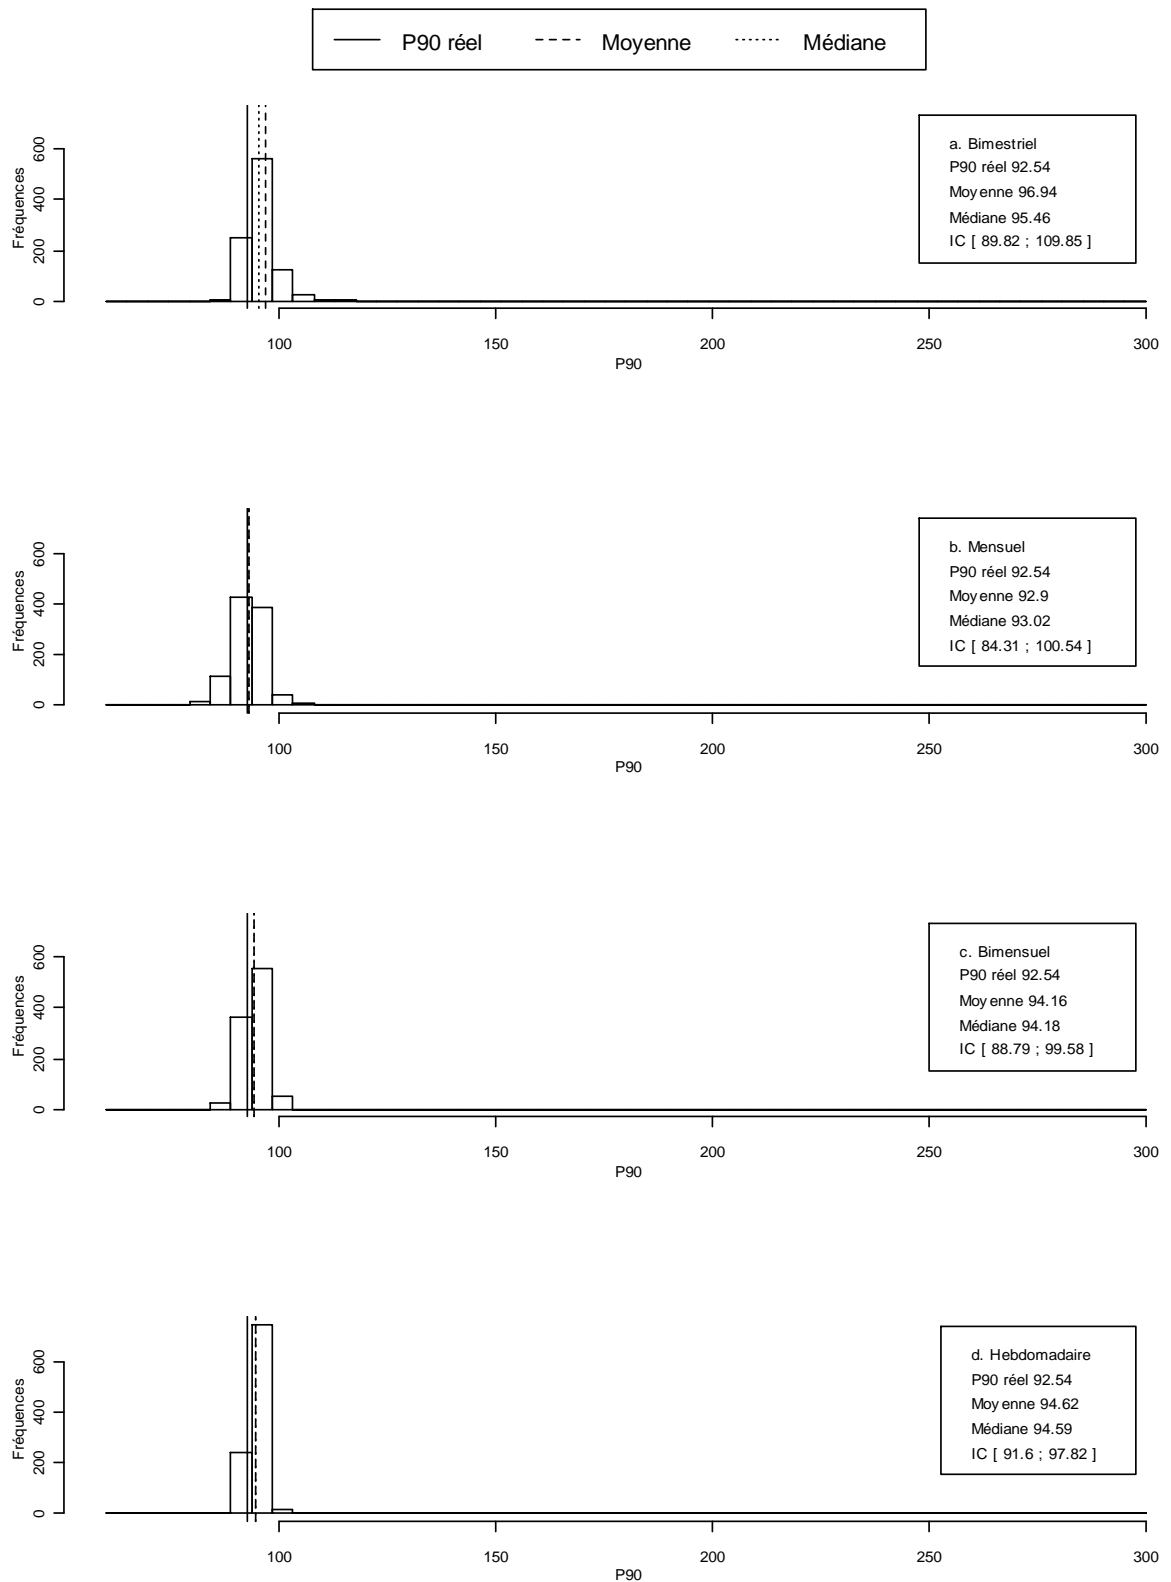 P90 réel Moyenne Médiane
Fréquences
0 200 400 600
a. Bimestriel
P90 réel 92.54
Moyenne 96.94
Médiane 95.46
IC [ 89.82 ; 109.85 ]
100 150 200 250 300
P90
Fréquences
0 200 400 600
b. Mensuel
P90 réel 92.54
Moyenne 92.9
Médiane 93.02
IC [ 84.31 ; 100.54 ]
100 150 200 250 300
P90
Fréquences
0 200 400 600
c. Bimensuel
P90 réel 92.54
Moyenne 94.16
Médiane 94.18
IC [ 88.79 ; 99.58 ]
100 150 200 250 300
P90
Fréquences
0 200 400 600
d. Hebdomadaire
P90 réel 92.54
Moyenne 94.62
Médiane 94.59
IC [ 91.6 ; 97.82 ]
100 150 200 250 300
P90